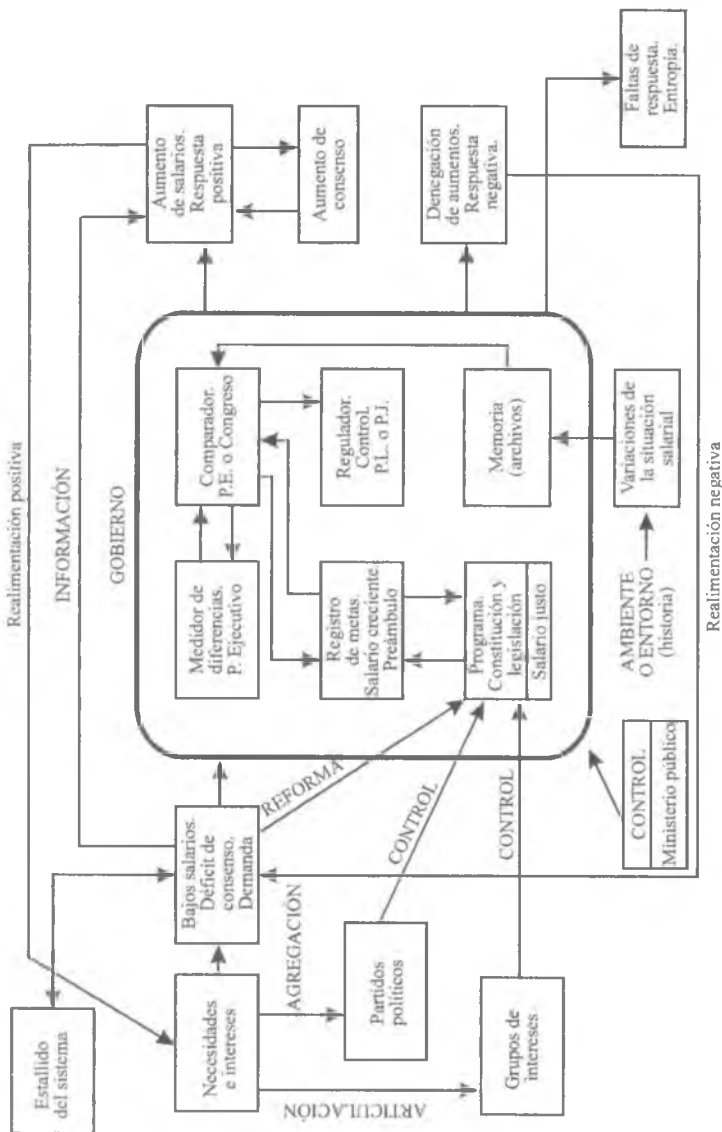 Realimentación positiva
INFORMACIÓN
GOBIERNO
Estallido
del sistema
Necesidades
e intereses
Bajos salarios.
Déficit de
consenso.
Demanda
Medidor de
diferencias.
P. Ejecutivo
Comparador.
P.E. o Congreso
Aumento
de salarios.
Respuesta
positiva
Aumento de
consenso
REFORMA
AGREGACION
Partidos
políticos
CONTROL
Registro
de metas.
Salario creciente.
Preámbulo
Regulador.
Control.
P.L. o P.J.
Programa.
Constitución y
legislación
Salario justo
Memoria
(archivos)
Denegación
de aumentos.
Respuesta
negativa.
ARTICULACIÓN
Grupos de
intereses
CONTROL
CONTROL
Ministerio público
AMBIENTE
O ENTORNO
(historia)
Variaciones de
la situación
salarial
Faltas de
respuesta.
Entropía.
Realimentación negativa